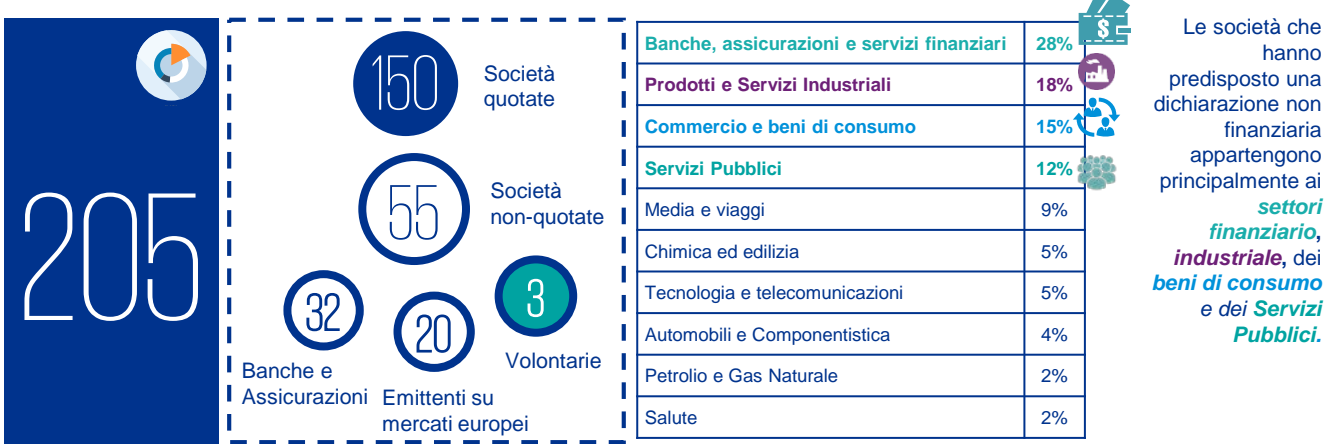 205
150
Società
quotate
55
Società
non-quotate
32
Banche e
Assicurazioni
20
Emittenti su
mercati europei
3
Volontarie
Banche, assicurazioni e servizi finanziari 28%
Prodotti e Servizi Industriali 18%
Commercio e beni di consumo 15%
Servizi Pubblici 12%
Media e viaggi 9%
Chimica ed edilizia 5%
Tecnologia e telecomunicazioni 5%
Automobili e Componentistica 4%
Petrolio e Gas Naturale 2%
Salute 2%
$
Le società che
hanno
predisposto una
dichiarazione non
finanziaria
appartengono
principalmente ai
settori
finanziario,
industriale, dei
beni di consumo
e dei Servizi
Pubblici.